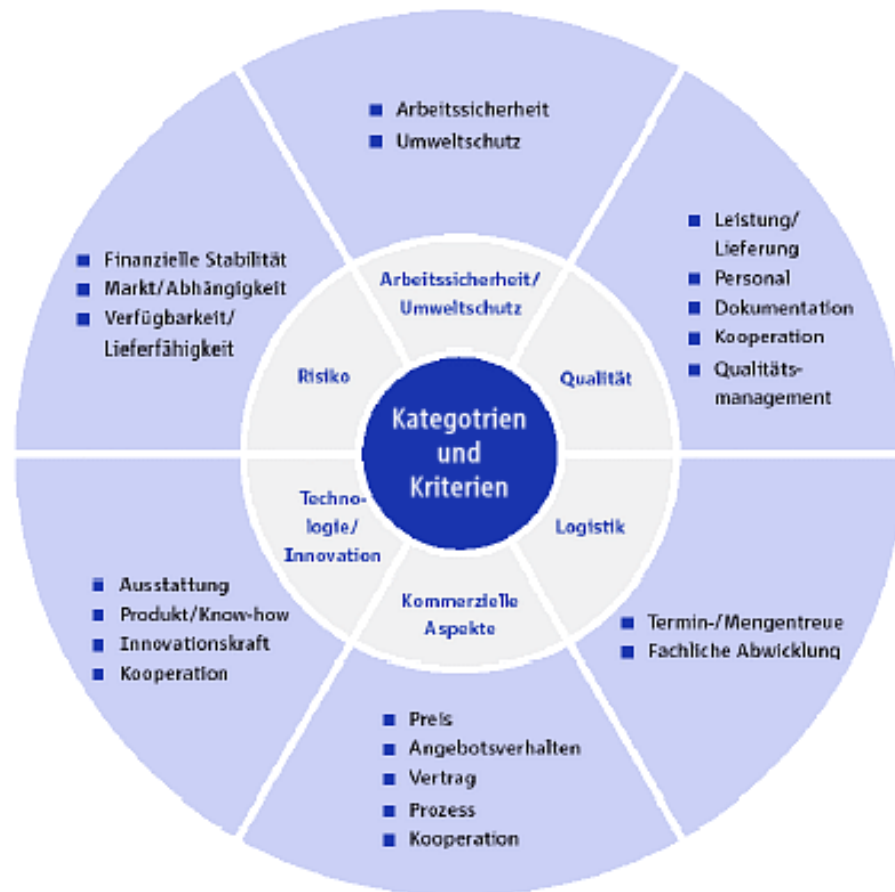 Kategotrien
und
Kriterien
Arbeitssicherheit/
Umweltschutz
■ Arbeitssicherheit
■ Umweltschutz
Qualität
■ Leistung/
Lieferung
■ Personal
■ Dokumentation
■ Kooperation
■ Qualitäts-
management
Logistik
■ Termin-/Mengentreue
■ Fachliche Abwicklung
Kommerzielle
Aspekte
■ Preis
■ Angebotsverhalten
■ Vertrag
■ Prozess
■ Kooperation
Techno-
logie/
Innovation
■ Ausstattung
■ Produkt/Know-how
■ Innovationskraft
■ Kooperation
Risiko
■ Finanzielle Stabilität
■ Markt/Abhängigkeit
■ Verfügbarkeit/
Lieferfähigkeit